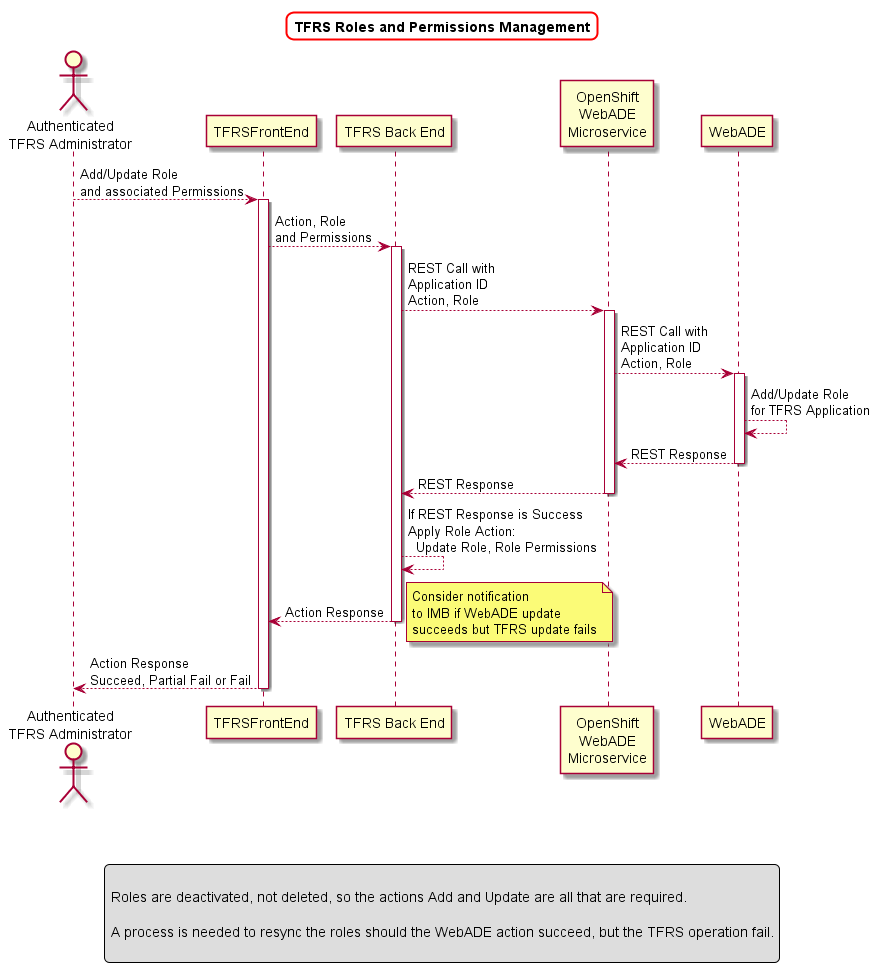 TFRS Roles and Permissions Management
Authenticated
TFRS Administrator
TFRSFrontEnd
TFRS Back End
OpenShift
WebADE
Microservice
WebADE
Add/Update Role
and associated Permissions
Action, Role
and Permissions
REST Call with
Application ID
Action, Role
REST Call with
Application ID
Action, Role
Add/Update Role
for TFRS Application
REST Response
REST Response
If REST Response is Success
Apply Role Action:
Update Role, Role Permissions
Consider notification
to IMB if WebADE update
succeeds but TFRS update fails
Action Response
Action Response
Succeed, Partial Fail or Fail
Authenticated
TFRS Administrator
TFRSFrontEnd
TFRS Back End
OpenShift
WebADE
Microservice
WebADE
Roles are deactivated, not deleted, so the actions Add and Update are all that are required.
A process is needed to resync the roles should the WebADE action succeed, but the TFRS operation fail.